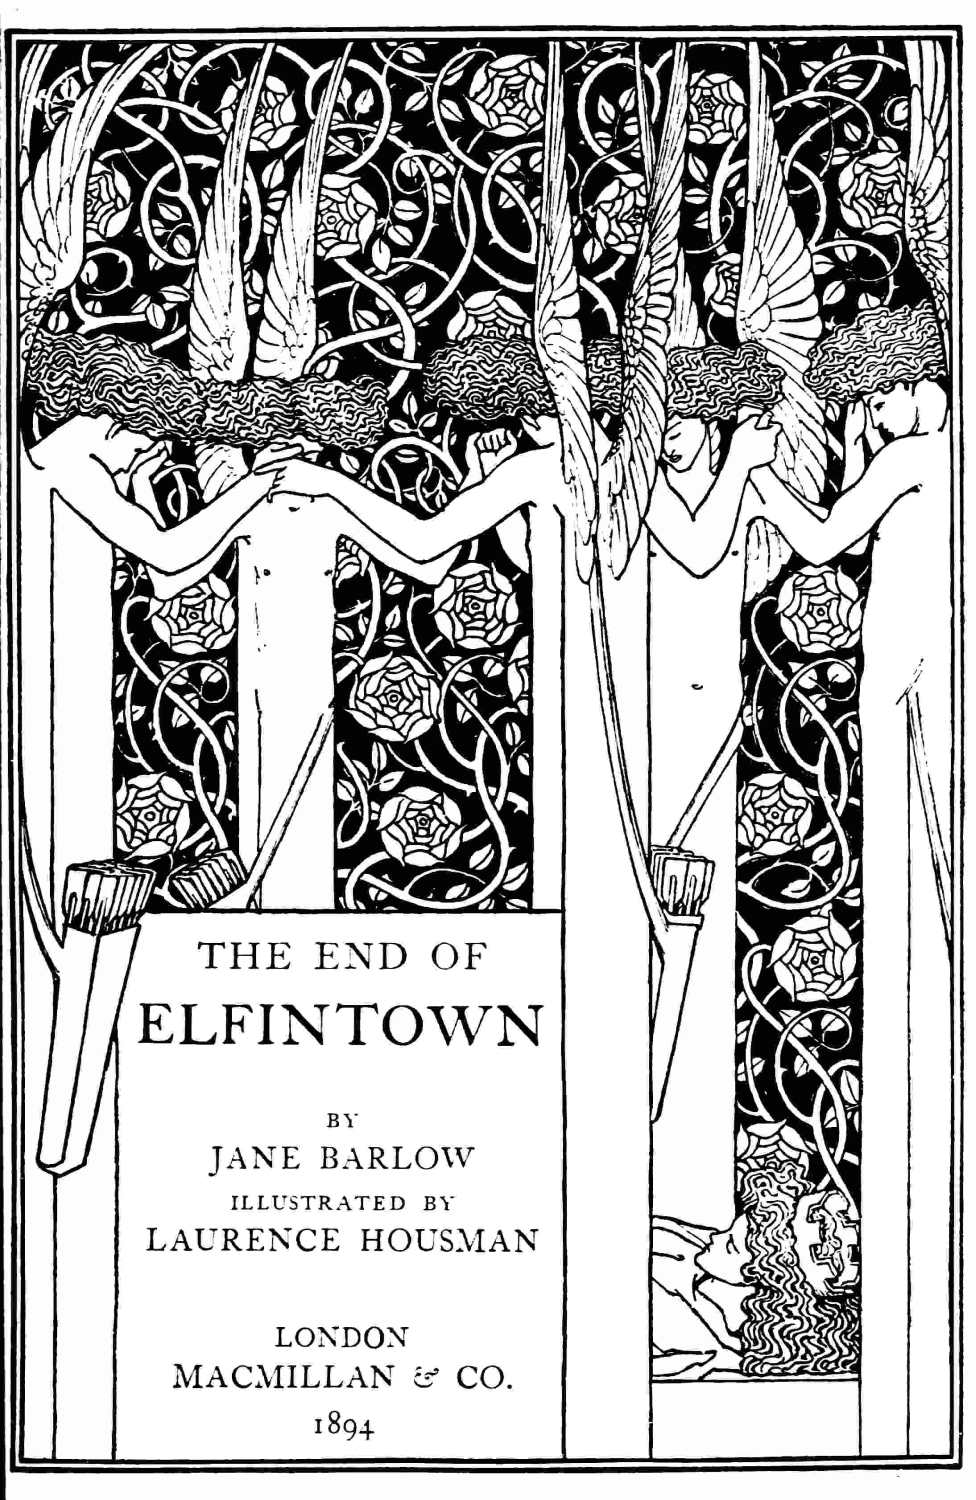 THE END OF
ELFINTOWN
BY
JANE BARLOW
ILLUSTRATED BY
LAURENCE HOUSMAN
LONDON
MACMILLAN & CO.
1894